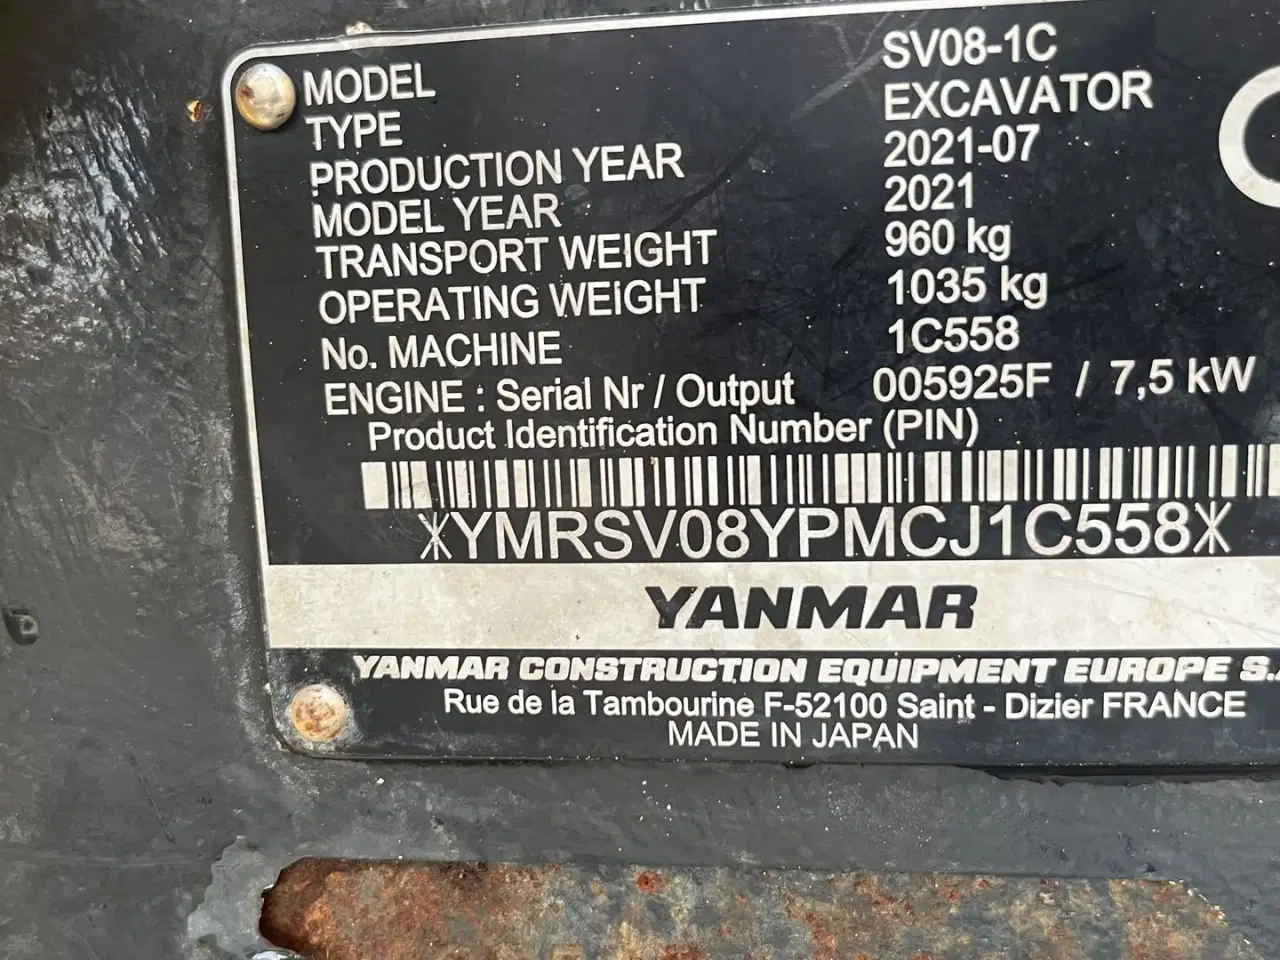 MODEL SV08-1C
TYPE EXCAVATOR
PRODUCTION YEAR 2021-07
MODEL YEAR 2021
TRANSPORT WEIGHT 960 kg
OPERATING WEIGHT 1035 kg
No. MACHINE 1C558
ENGINE : Serial Nr / Output 005925F / 7,5 kW
Product Identification Number (PIN)
*YMRSV08YPMCJ1C558*
YANMAR
YANMAR CONSTRUCTION EQUIPMENT EUROPE S.
Rue de la Tambourine F-52100 Saint - Dizier FRANCE
MADE IN JAPAN